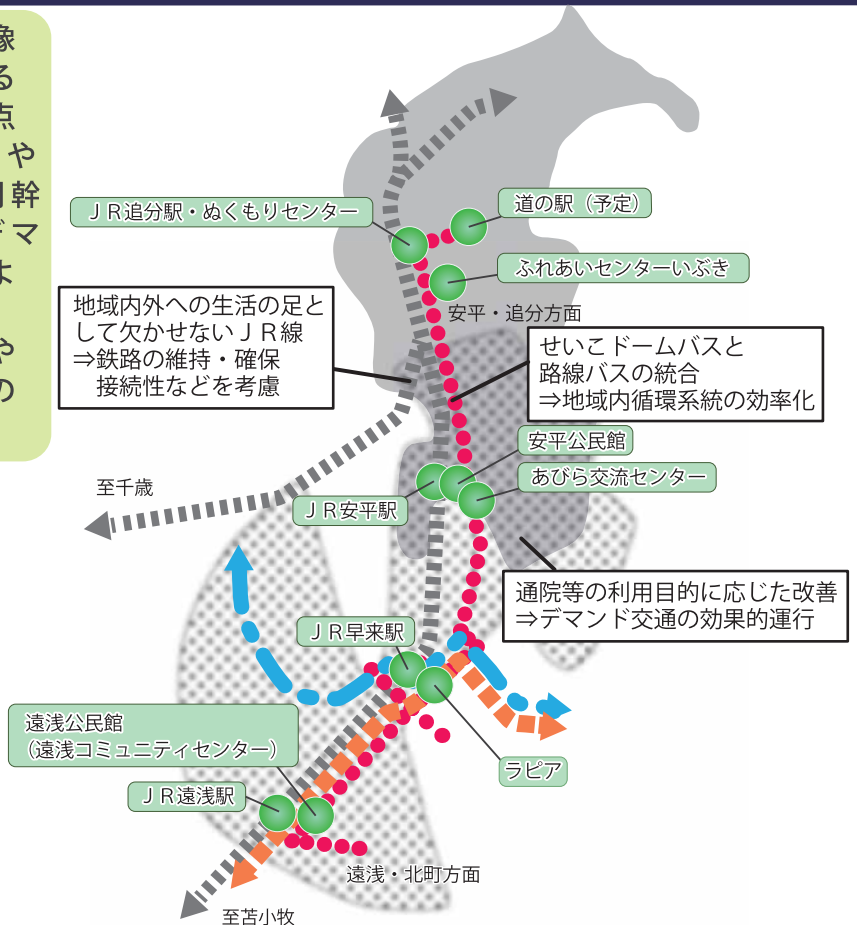 像
る
点
や
幹
マ
よ
や
の
ＪＲ追分駅・ぬくもりセンター
道の駅（予定）
ふれあいセンターいぶき
安平・追分方面
地域内外への生活の足と
して欠かせないＪＲ線
⇒鉄路の維持・確保
接続性などを考慮
せいこドームバスと
路線バスの統合
⇒地域内循環系統の効率化
安平公民館
あびら交流センター
至千歳
ＪＲ安平駅
通院等の利用目的に応じた改善
⇒デマンド交通の効果的運行
ＪＲ早来駅
遠浅公民館
（遠浅コミュニティセンター）
ラピア
ＪＲ遠浅駅
遠浅・北町方面
至苫小牧